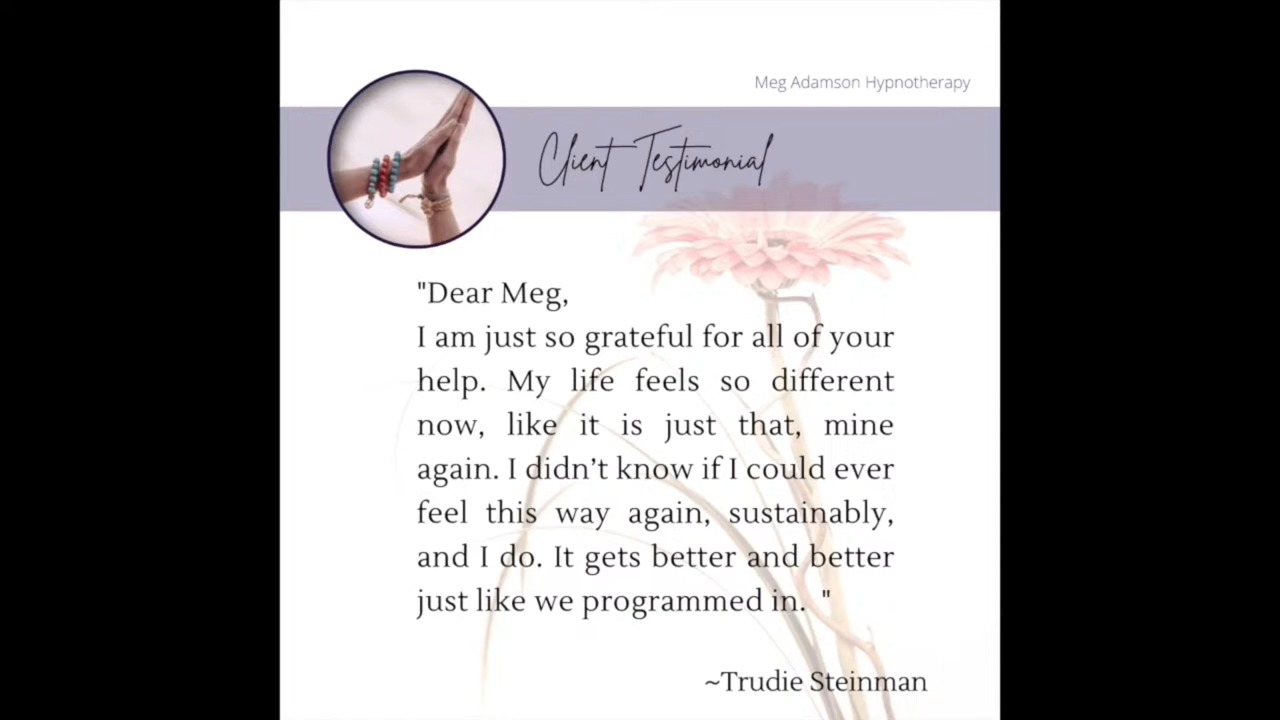 Meg Adamson Hypnotherapy
Client Testimonial
"Dear Meg,
I am just so grateful for all of your
help. My life feels so different
now, like it is just that, mine
again. I didn’t know if I could ever
feel this way again, sustainably,
and I do. It gets better and better
just like we programmed in. "
~Trudie Steinman